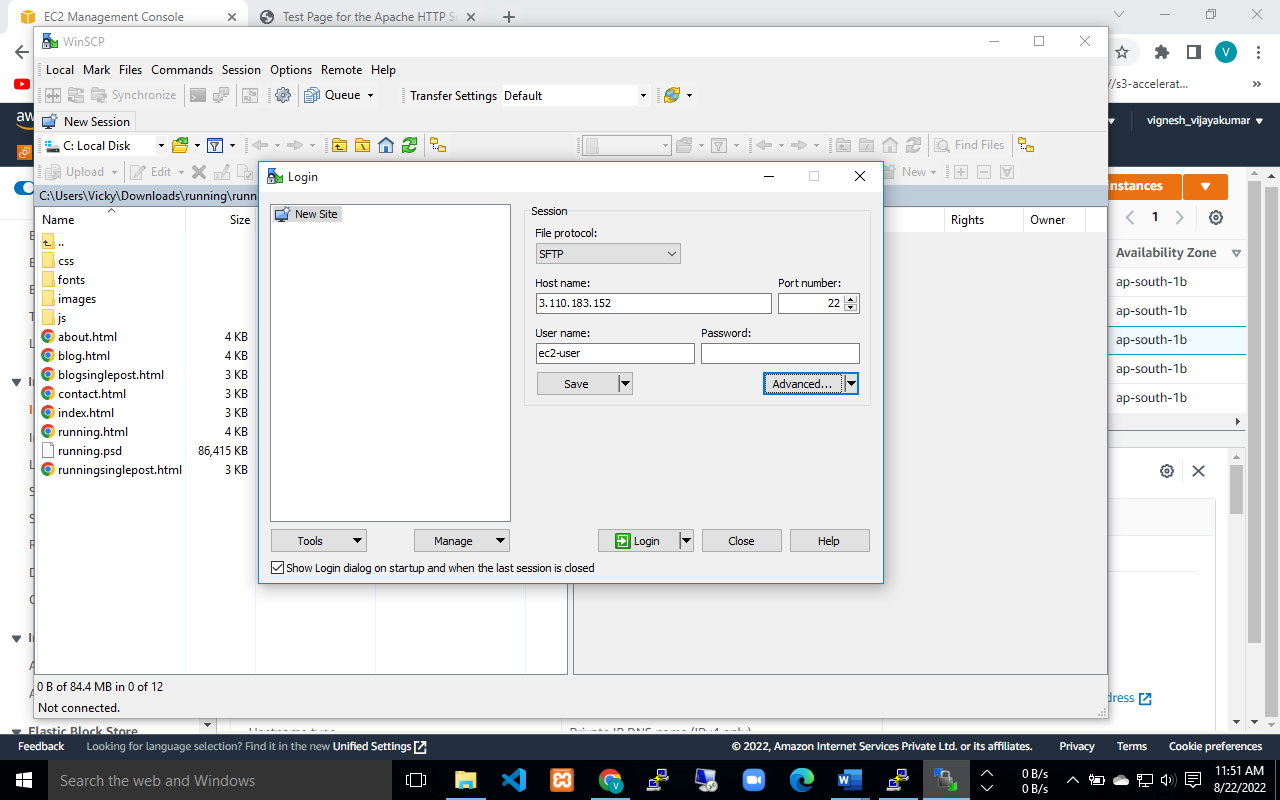 EC2 Management Console
Test Page for the Apache HTTP S
WinSCP
V
Local Mark Files Commands Session Options Remote Help
//s3-accelerat...
Synchronize
Queue
Transfer Settings Default
aw
vignesh_vijayakumar
New Session
C: Local Disk
Find Files
Upload
Edit
New
Login
C:\Users\Vicky\Downloads\running\runn
nstances
Name Size
Rights Owner
1
..
css
fonts
images
js
about.html 4 KB
blog.html 4 KB
blogsinglepost.html 3 KB
contact.html 3 KB
index.html 3 KB
running.html 4 KB
running.psd 86,415 KB
runningsinglepost.html 3 KB
New Site
Session
File protocol:
SFTP
Host name: Port number:
3.110.183.152 22
User name: Password:
ec2-user
Save
Advanced...
Tools
Manage
Login
Close
Help
Show Login dialog on startup and when the last session is closed
Availability Zone
ap-south-1b
ap-south-1b
ap-south-1b
ap-south-1b
ap-south-1b
dress
0 B of 84.4 MB in 0 of 12
Not connected.
Elastic Block Store
Hostname type
Private IP DNS name (IPv4 only)
Feedback Looking for language selection? Find it in the new Unified Settings
© 2022, Amazon Internet Services Private Ltd. or its affiliates. Privacy Terms Cookie preferences
Search the web and Windows
0 B/s
0 B/s
11:51 AM
8/22/2022